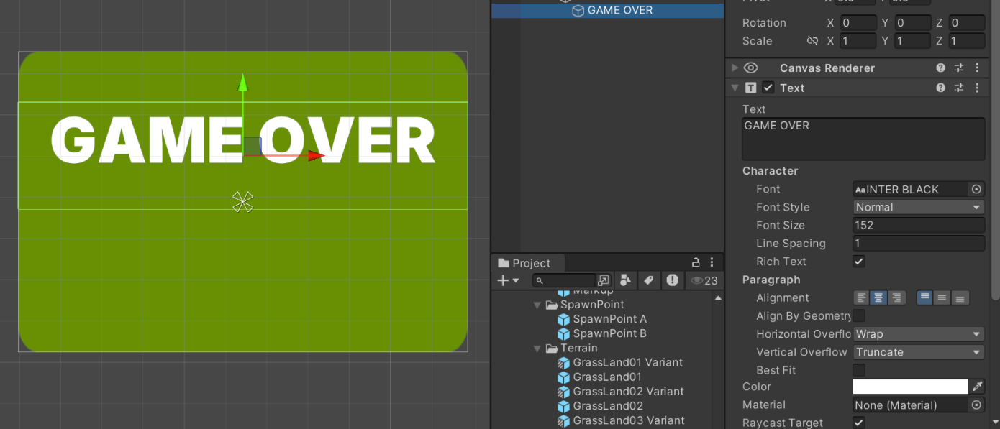 GAME OVER
GAME OVER
Project
23
SpawnPoint
SpawnPoint A
SpawnPoint B
Terrain
GrassLand01 Variant
GrassLand01
GrassLand02 Variant
GrassLand02
GrassLand03 Variant
Rotation X 0 Y 0 Z 0
Scale X 1 Y 1 Z 1
Canvas Renderer
Text
Text
GAME OVER
Character
Font Aa INTER BLACK
Font Style Normal
Font Size 152
Line Spacing 1
Rich Text
Paragraph
Alignment
Align By Geometry
Horizontal Overflo Wrap
Vertical Overflow Truncate
Best Fit
Color
Material None (Material)
Raycast Target